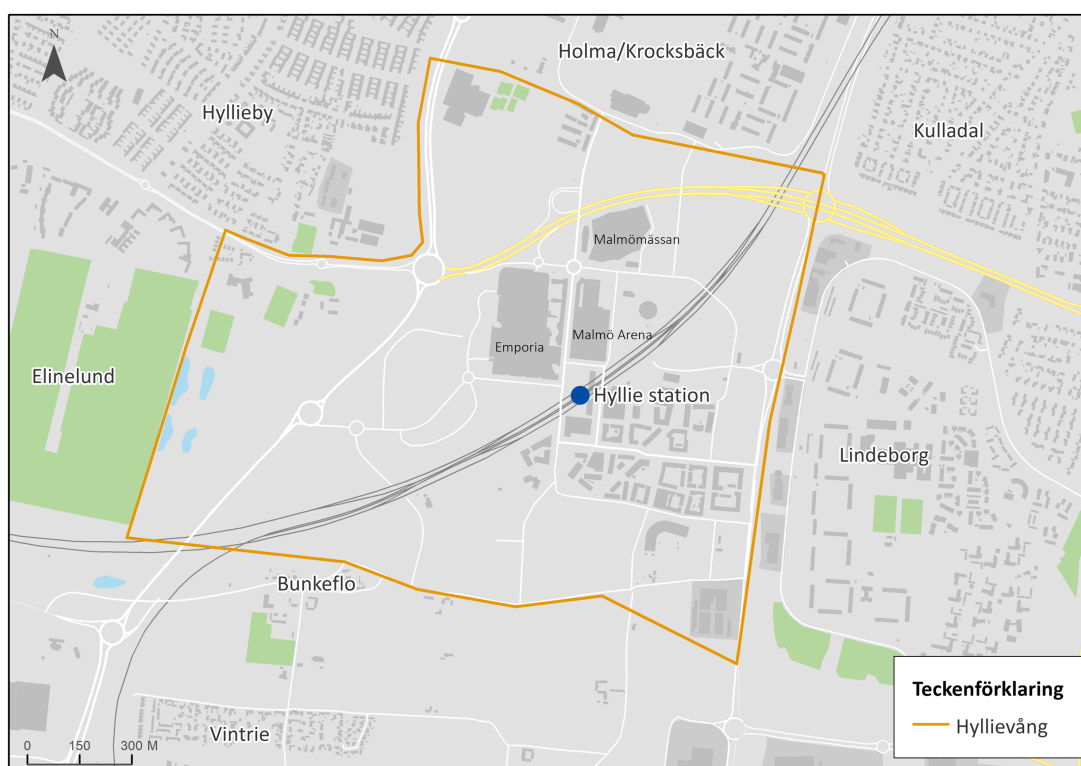 N
Holma/Krocksbäck
Hyllieby
Kulladal
Malmömässan
Malmö Arena
Emporia
Elinelund
Hyllie station
Lindeborg
Bunkeflo
Vintrie
Teckenförklaring
Hyllievång
0 150 300 M